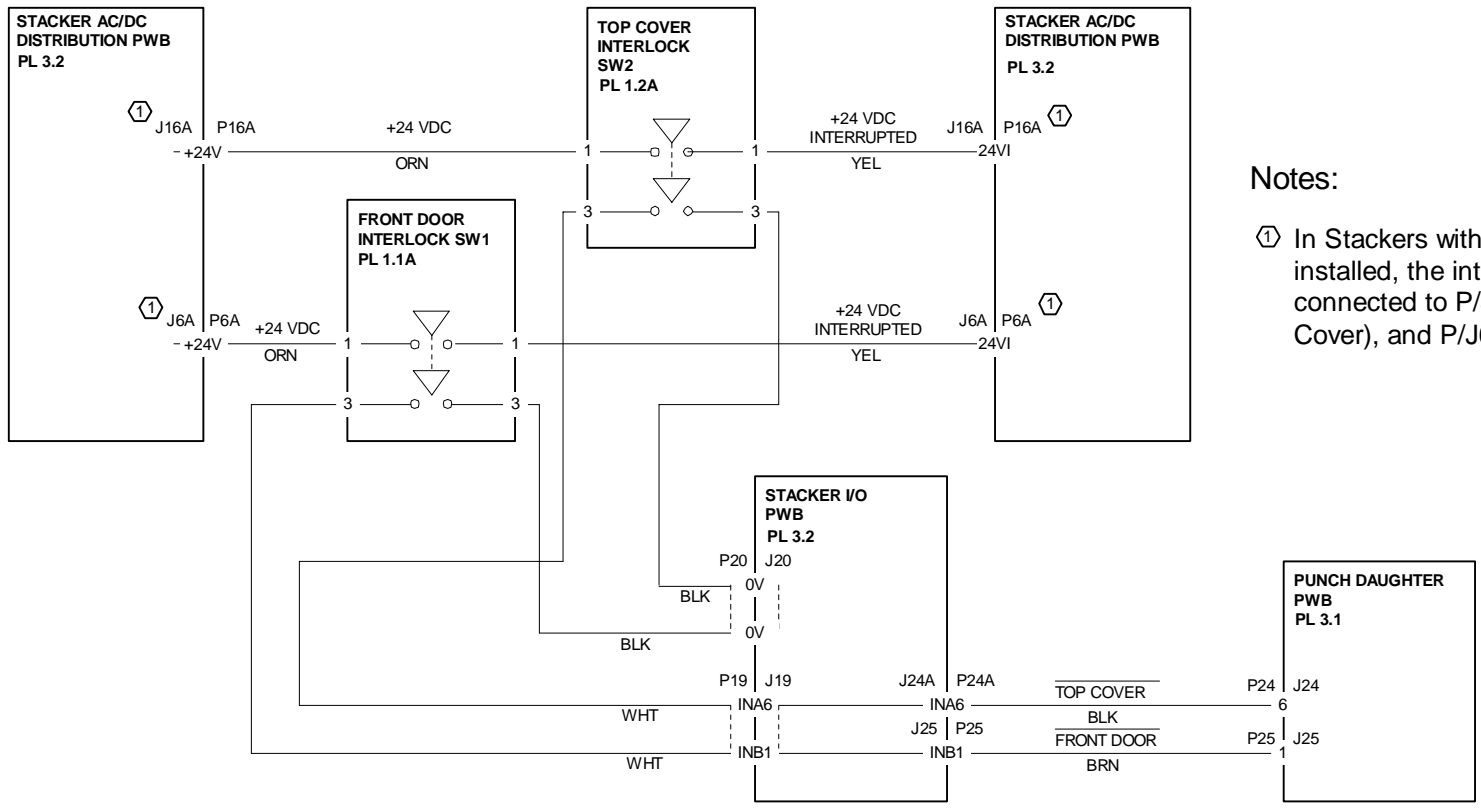 STACKER AC/DC
DISTRIBUTION PWB
PL 3.2
1
J16A P16A
+24V
+24 VDC
ORN
1
J6A P6A
+24V
+24 VDC
ORN
FRONT DOOR
INTERLOCK SW1
PL 1.1A
1 1
3 3
TOP COVER
INTERLOCK
SW2
PL 1.2A
1 1
3 3
+24 VDC
INTERRUPTED
YEL
+24 VDC
INTERRUPTED
YEL
STACKER AC/DC
DISTRIBUTION PWB
PL 3.2
J16A P16A 1
24VI
J6A P6A 1
24VI
Notes:
1 In Stackers with
installed, the int
connected to P/
Cover), and P/J
STACKER I/O
PWB
PL 3.2
P20 J20
0V
BLK
0V
BLK
P19 J19
INA6
WHT
INB1
WHT
J24A P24A
INA6
TOP COVER
BLK
J25 P25
INB1
FRONT DOOR
BRN
PUNCH DAUGHTER
PWB
PL 3.1
P24 J24
6
P25 J25
1